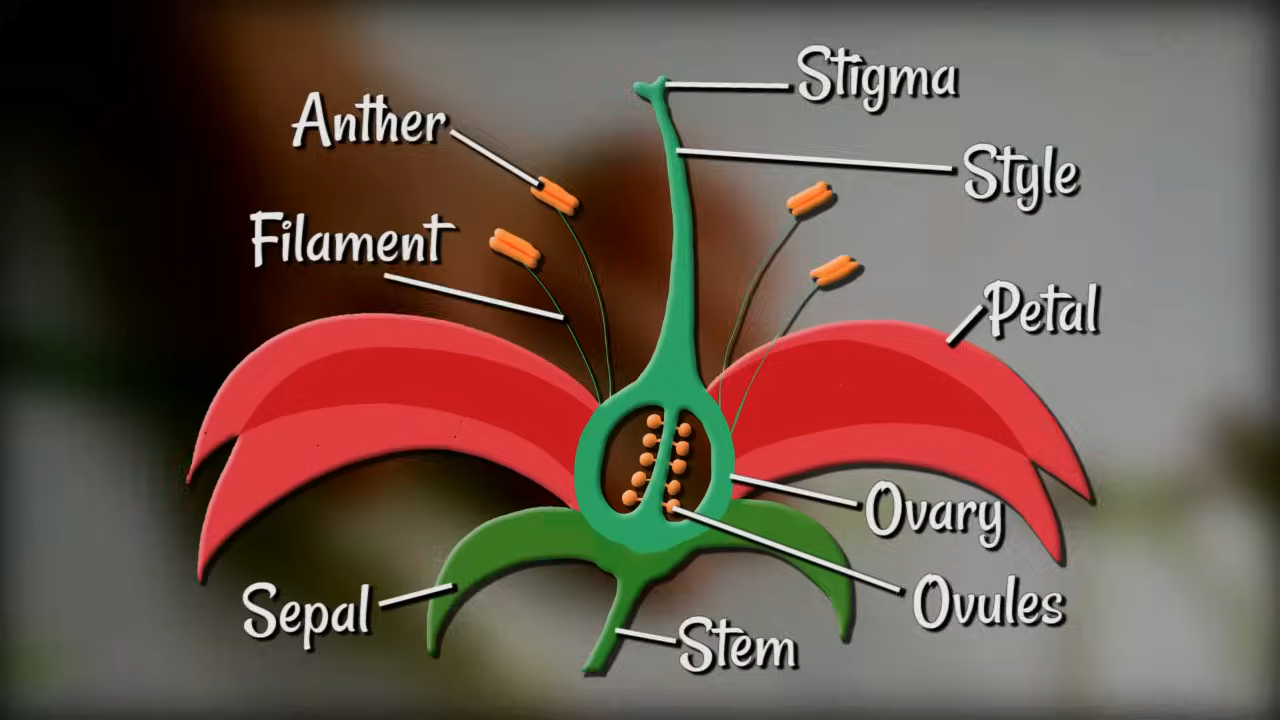 Stigma
Anther
Style
Filament
Petal
Ovary
Ovules
Sepal
Stem